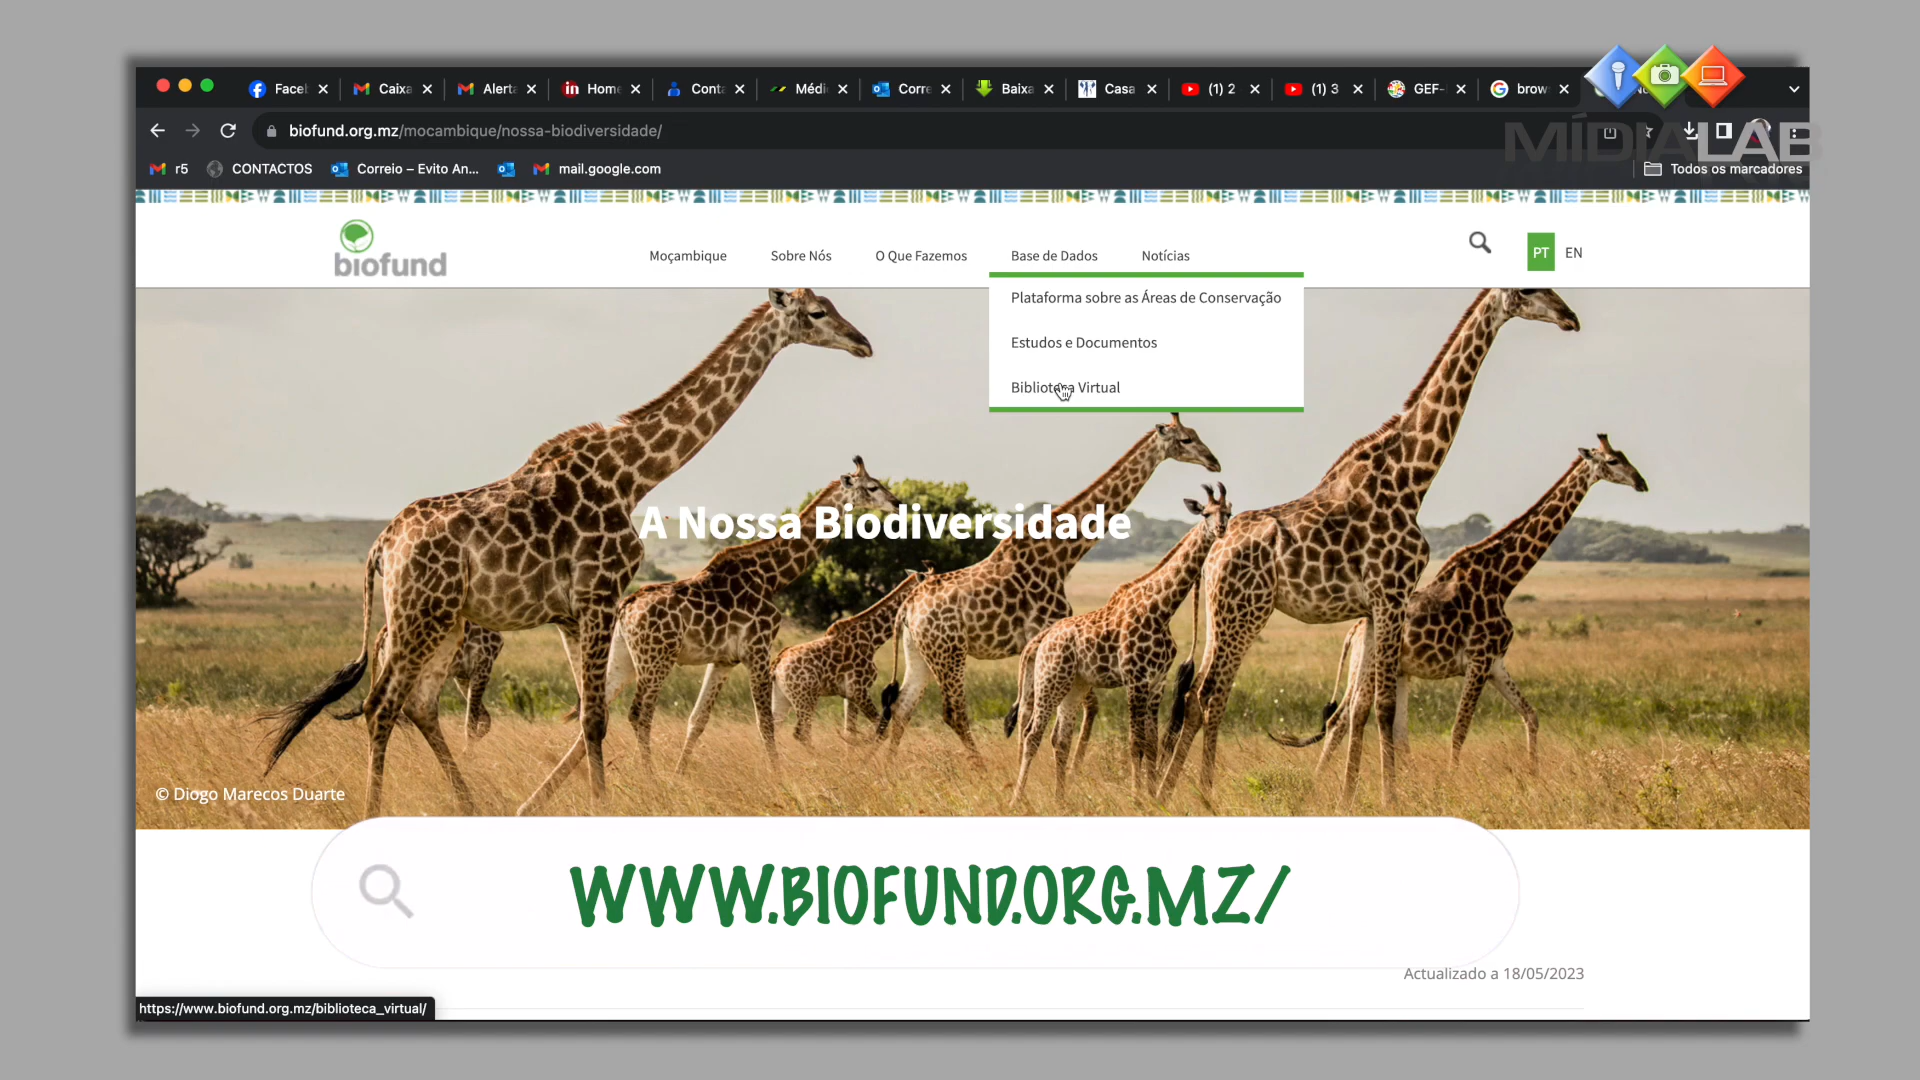 Face
Caixa
Alerta
Home
Conta
Médi
Corre
Baixa
Casa
(1) 2
(1) 3
GEF-
brow
biofund.org.mz/mocambique/nossa-biodiversidade/
MÍDIALAB
r5
CONTACTOS
Correio – Evito An...
mail.google.com
Todos os marcadores
biofund
Moçambique
Sobre Nós
O Que Fazemos
Base de Dados
Notícias
PT
EN
Plataforma sobre as Áreas de Conservação
Estudos e Documentos
Biblioteca Virtual
A Nossa Biodiversidade
© Diogo Marecos Duarte
WWW.BIOFUND.ORG.MZ/
Actualizado a 18/05/2023
https://www.biofund.org.mz/biblioteca_virtual/